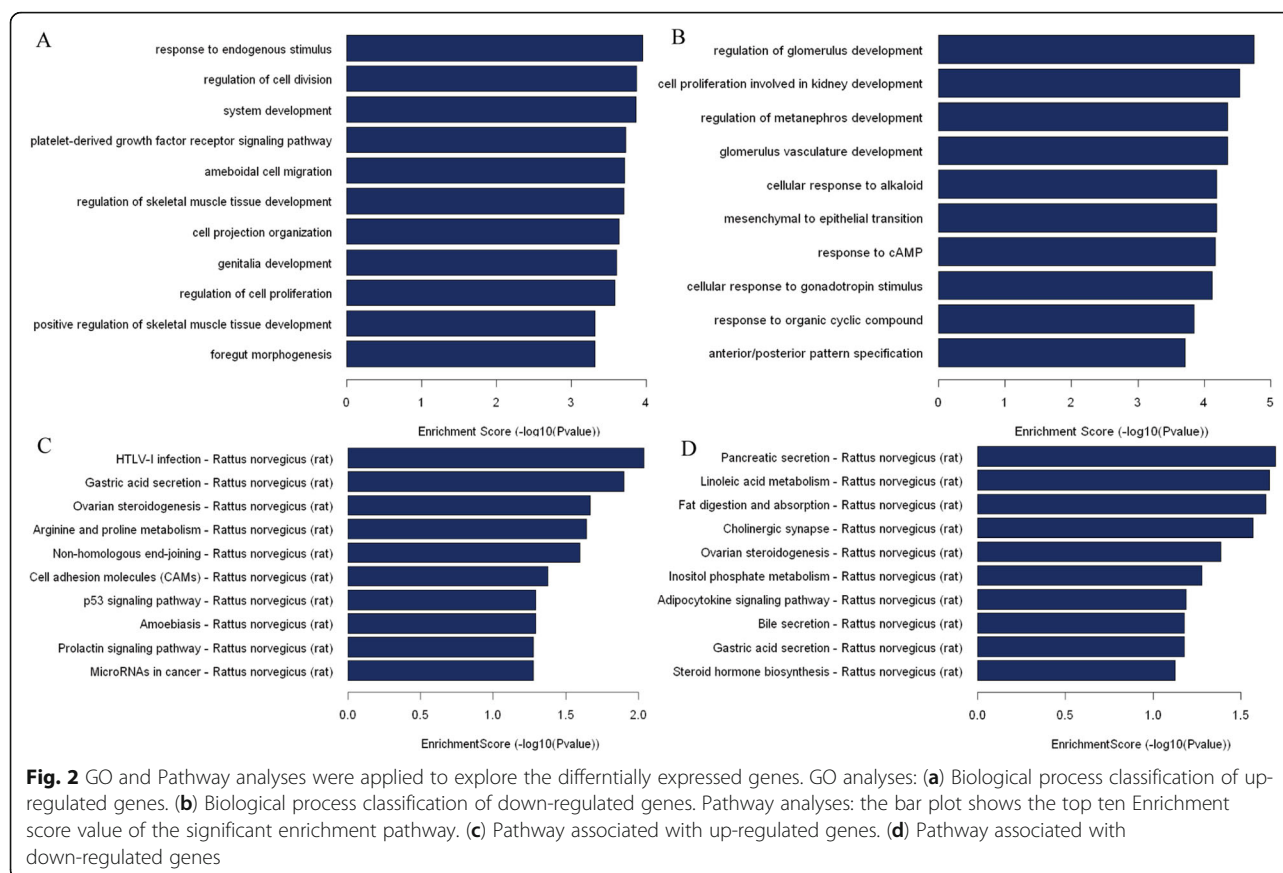 A
response to endogenous stimulus
regulation of cell division
system development
platelet-derived growth factor receptor signaling pathway
ameboidal cell migration
regulation of skeletal muscle tissue development
cell projection organization
genitalia development
regulation of cell proliferation
positive regulation of skeletal muscle tissue development
foregut morphogenesis
0 1 2 3 4
Enrichment Score (-log10(Pvalue))
B
regulation of glomerulus development
cell proliferation involved in kidney development
regulation of metanephros development
glomerulus vasculature development
cellular response to alkaloid
mesenchymal to epithelial transition
response to cAMP
cellular response to gonadotropin stimulus
response to organic cyclic compound
anterior/posterior pattern specification
0 1 2 3 4 5
Enrichment Score (-log10(Pvalue))
C
HTLV-I infection - Rattus norvegicus (rat)
Gastric acid secretion - Rattus norvegicus (rat)
Ovarian steroidogenesis - Rattus norvegicus (rat)
Arginine and proline metabolism - Rattus norvegicus (rat)
Non-homologous end-joining - Rattus norvegicus (rat)
Cell adhesion molecules (CAMs) - Rattus norvegicus (rat)
p53 signaling pathway - Rattus norvegicus (rat)
Amoebiasis - Rattus norvegicus (rat)
Prolactin signaling pathway - Rattus norvegicus (rat)
MicroRNAs in cancer - Rattus norvegicus (rat)
0.0 0.5 1.0 1.5 2.0
EnrichmentScore (-log10(Pvalue))
D
Pancreatic secretion - Rattus norvegicus (rat)
Linoleic acid metabolism - Rattus norvegicus (rat)
Fat digestion and absorption - Rattus norvegicus (rat)
Cholinergic synapse - Rattus norvegicus (rat)
Ovarian steroidogenesis - Rattus norvegicus (rat)
Inositol phosphate metabolism - Rattus norvegicus (rat)
Adipocytokine signaling pathway - Rattus norvegicus (rat)
Bile secretion - Rattus norvegicus (rat)
Gastric acid secretion - Rattus norvegicus (rat)
Steroid hormone biosynthesis - Rattus norvegicus (rat)
0.0 0.5 1.0 1.5
EnrichmentScore (-log10(Pvalue))
Fig. 2 GO and Pathway analyses were applied to explore the differntially expressed genes. GO analyses: (a) Biological process classification of up-
regulated genes. (b) Biological process classification of down-regulated genes. Pathway analyses: the bar plot shows the top ten Enrichment
score value of the significant enrichment pathway. (c) Pathway associated with up-regulated genes. (d) Pathway associated with
down-regulated genes